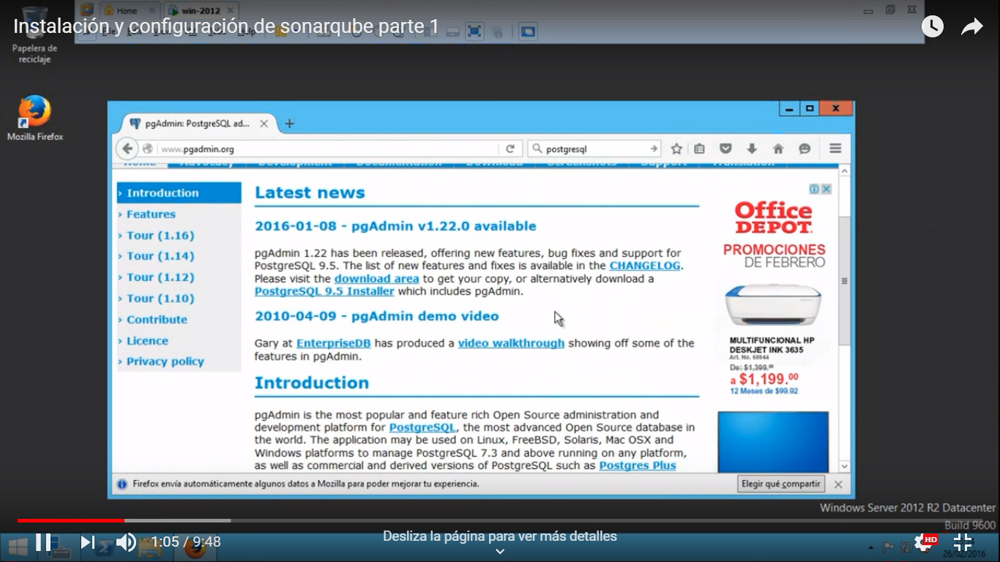 Home
win-2012
Instalación y configuración de sonarqube parte 1
Papelera de
reciclaje
Mozilla Firefox
pgAdmin: PostgreSQL ad...
www.pgadmin.org
postgresql
Home Advocacy Development Documentation Download Screenshots Support Translation
› Introduction
› Features
› Tour (1.16)
› Tour (1.14)
› Tour (1.12)
› Tour (1.10)
› Contribute
› Licence
› Privacy policy
Latest news
2016-01-08 - pgAdmin v1.22.0 available
pgAdmin 1.22 has been released, offering new features, bug fixes and support for
PostgreSQL 9.5. The list of new features and fixes is available in the CHANGELOG.
Please visit the download area to get your copy, or alternatively download a
PostgreSQL 9.5 Installer which includes pgAdmin.
2010-04-09 - pgAdmin demo video
Gary at EnterpriseDB has produced a video walkthrough showing off some of the
features in pgAdmin.
Introduction
pgAdmin is the most popular and feature rich Open Source administration and
development platform for PostgreSQL, the most advanced Open Source database in
the world. The application may be used on Linux, FreeBSD, Solaris, Mac OSX and
Windows platforms to manage PostgreSQL 7.3 and above running on any platform,
as well as commercial and derived versions of PostgreSQL such as Postgres Plus
Office
DEPOT.
PROMOCIONES
DE FEBRERO
MULTIFUNCIONAL HP
DESKJET INK 3635
Art. No. 68944
De: $1,399.00
a $1,199.00
12 Meses de $99.92
Firefox envía automáticamente algunos datos a Mozilla para poder mejorar tu experiencia.
Elegir qué compartir
Windows Server 2012 R2 Datacenter
Build 9600
1:05 / 9:48
Desliza la página para ver más detalles
HD
26/02/2016